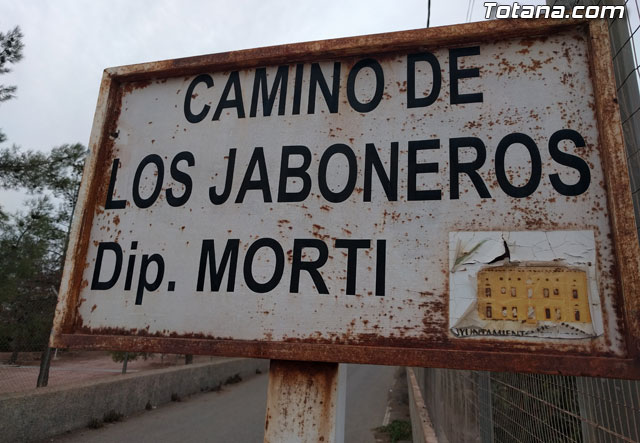 Totana.com
CAMINO DE
LOS JABONEROS
Dip. MORTI